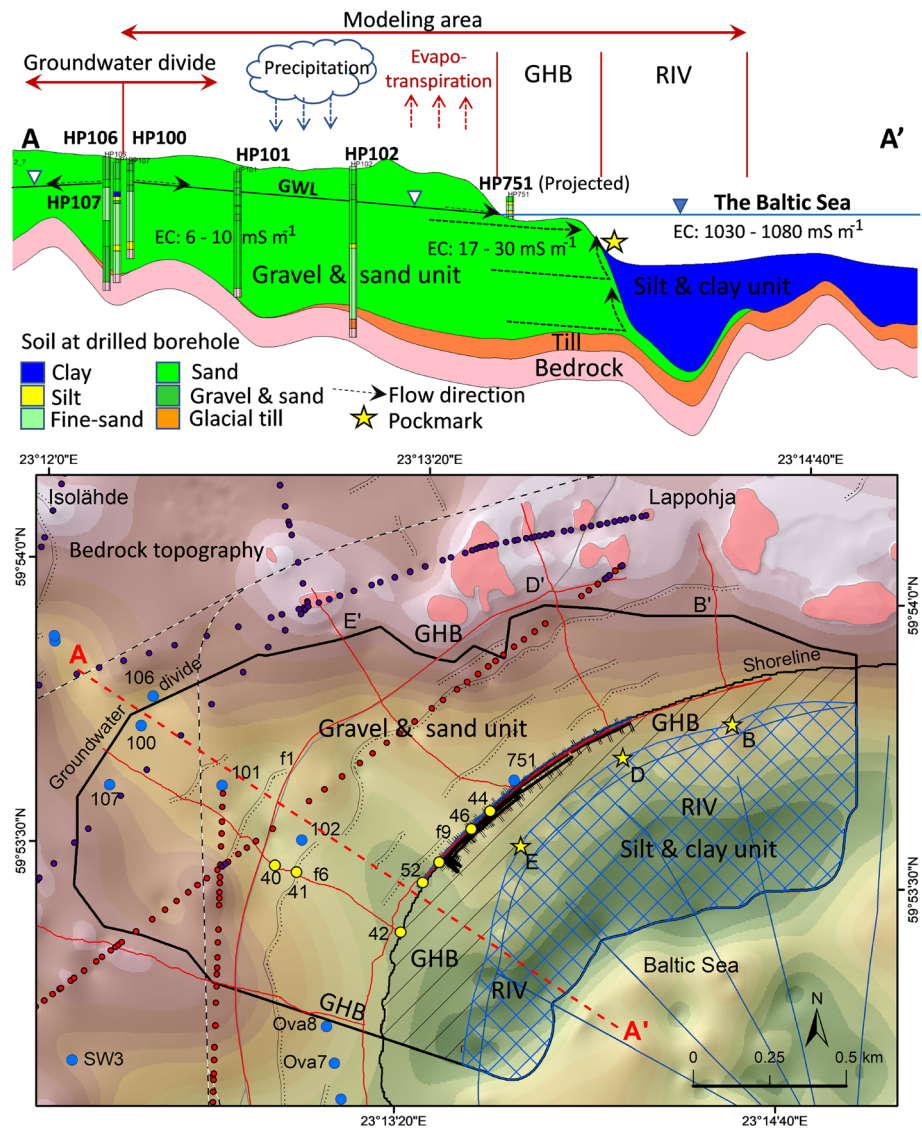 Modeling area
Groundwater divide
Precipitation
Evapo-
transpiration
GHB
RIV
A
HP106
HP100
HP101
HP102
A’
HP107
GWL
HP751 (Projected)
The Baltic Sea
EC: 6 - 10 mS m-1
EC: 17 - 30 mS m-1
EC: 1030 - 1080 mS m-1
Gravel & sand unit
Silt & clay unit
Till
Bedrock
Soil at drilled borehole
Clay
Sand
Silt
Gravel & sand
Flow direction
Fine-sand
Glacial till
Pockmark
23°12'0"E
23°13'20"E
23°14'40"E
Isolähde
Lappohja
Bedrock topography
59°54'0"N
59°54'0"N
D'
B'
E'
GHB
A
Shoreline
106
Groundwater divide
Gravel & sand unit
GHB
100
B
f1
751
D
107
101
44
RIV
46
102
f9
Silt & clay unit
59°53'30"N
E
40
41
f6
52
59°53'30"N
42
GHB
Baltic Sea
RIV
N
GHB
Ova8
A'
SW3
Ova7
0
0.25
0.5 km
23°13'20"E
23°14'40"E